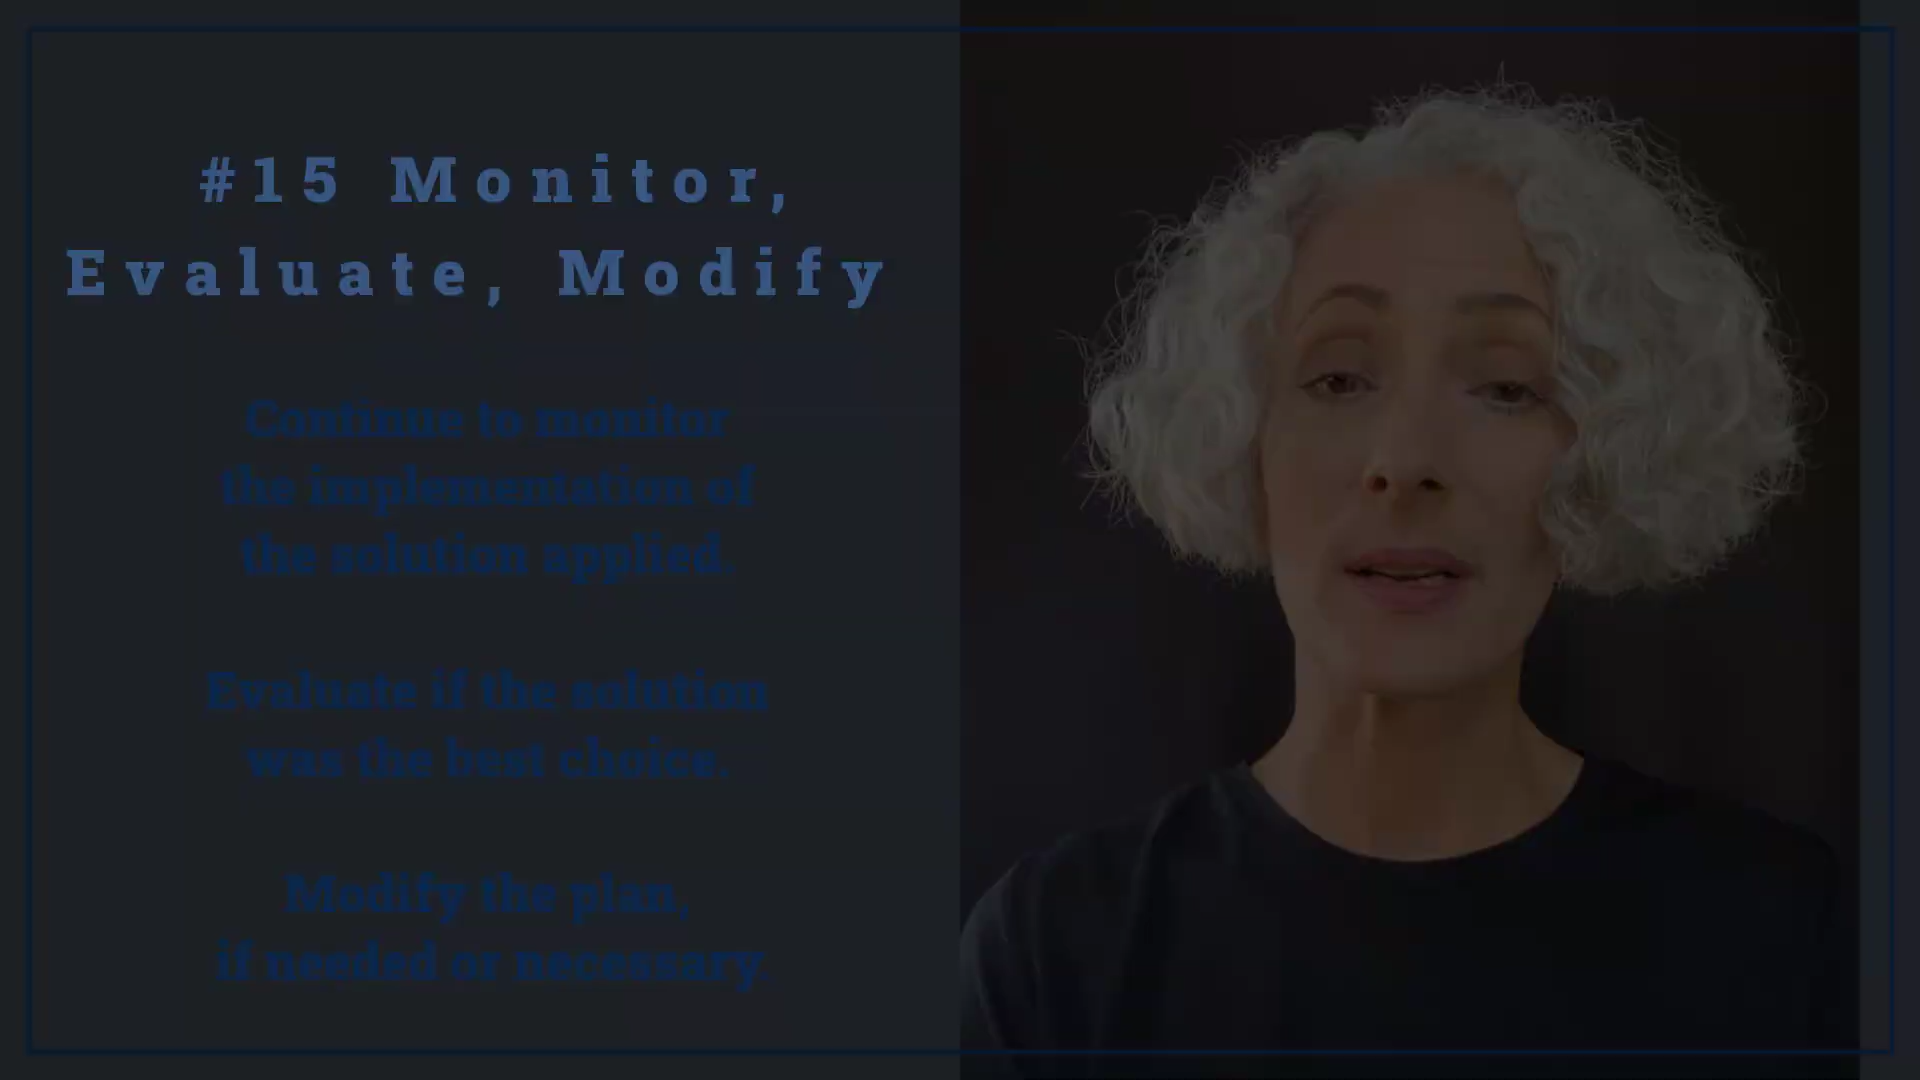 #15 Monitor,
Evaluate, Modify
Continue to monitor
the implementation of
the solution applied.
Evaluate if the solution
was the best choice.
Modify the plan,
if needed or necessary.